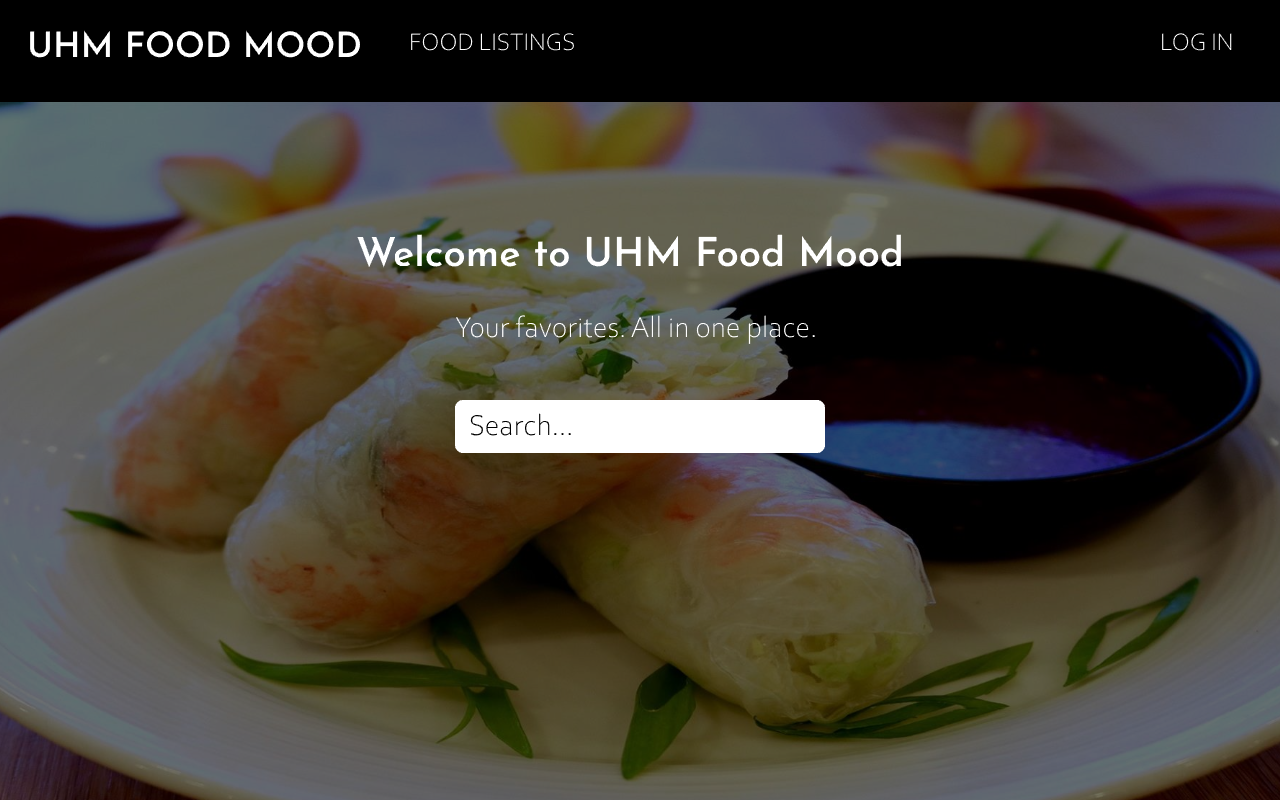 UHM FOOD MOOD
FOOD LISTINGS
LOG IN
Welcome to UHM Food Mood
Your favorites. All in one place.
Search...